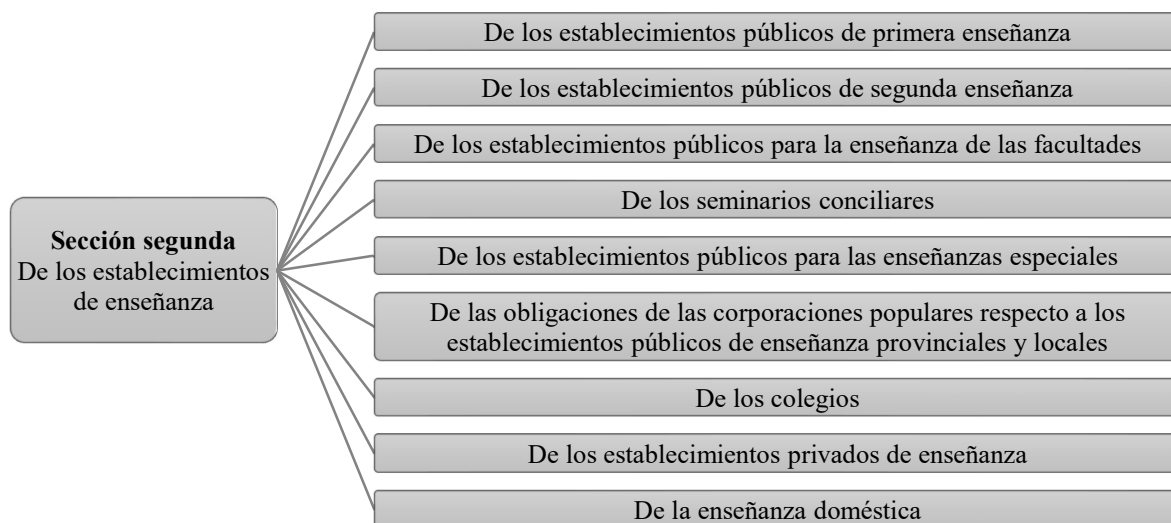 Sección segunda
De los establecimientos
de enseñanza
De los establecimientos públicos de primera enseñanza
De los establecimientos públicos de segunda enseñanza
De los establecimientos públicos para la enseñanza de las facultades
De los seminarios conciliares
De los establecimientos públicos para las enseñanzas especiales
De las obligaciones de las corporaciones populares respecto a los
establecimientos públicos de enseñanza provinciales y locales
De los colegios
De los establecimientos privados de enseñanza
De la enseñanza doméstica